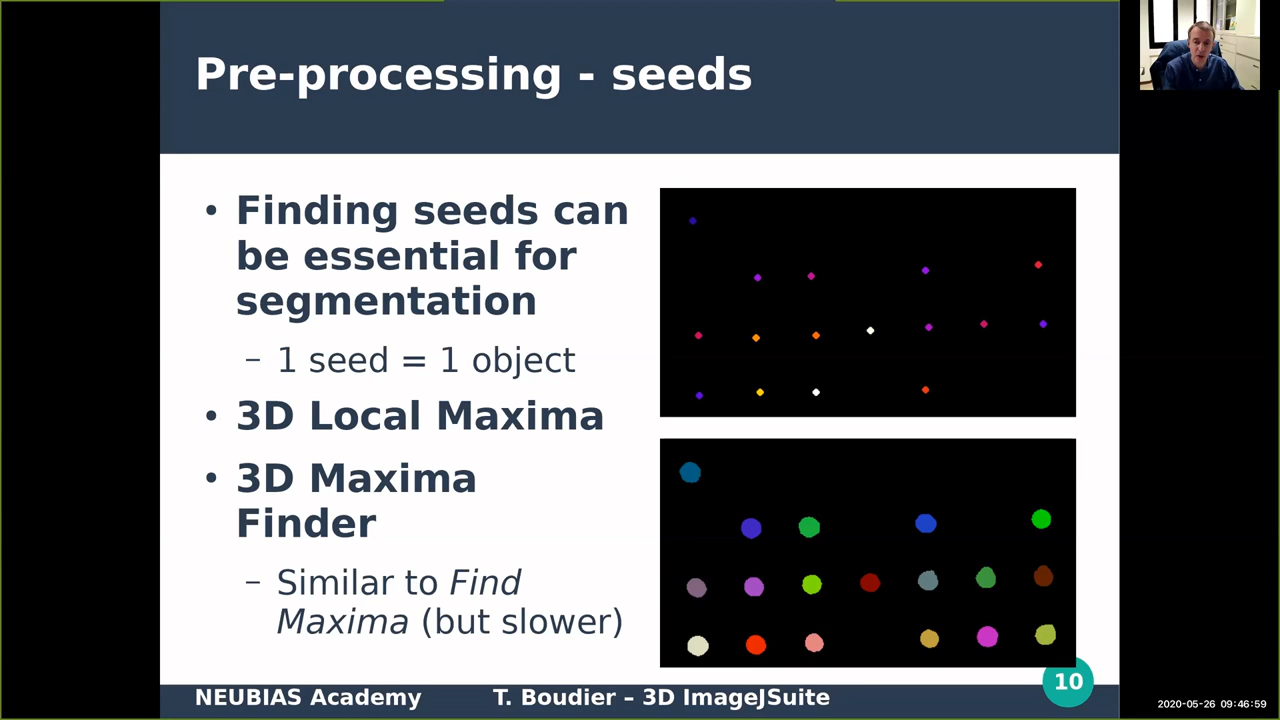 Pre-processing - seeds
• Finding seeds can
be essential for
segmentation
– 1 seed = 1 object
• 3D Local Maxima
• 3D Maxima
Finder
– Similar to Find
Maxima (but slower)
NEUBIAS Academy T. Boudier – 3D ImageJSuite 10
2020-05-26 09:46:59